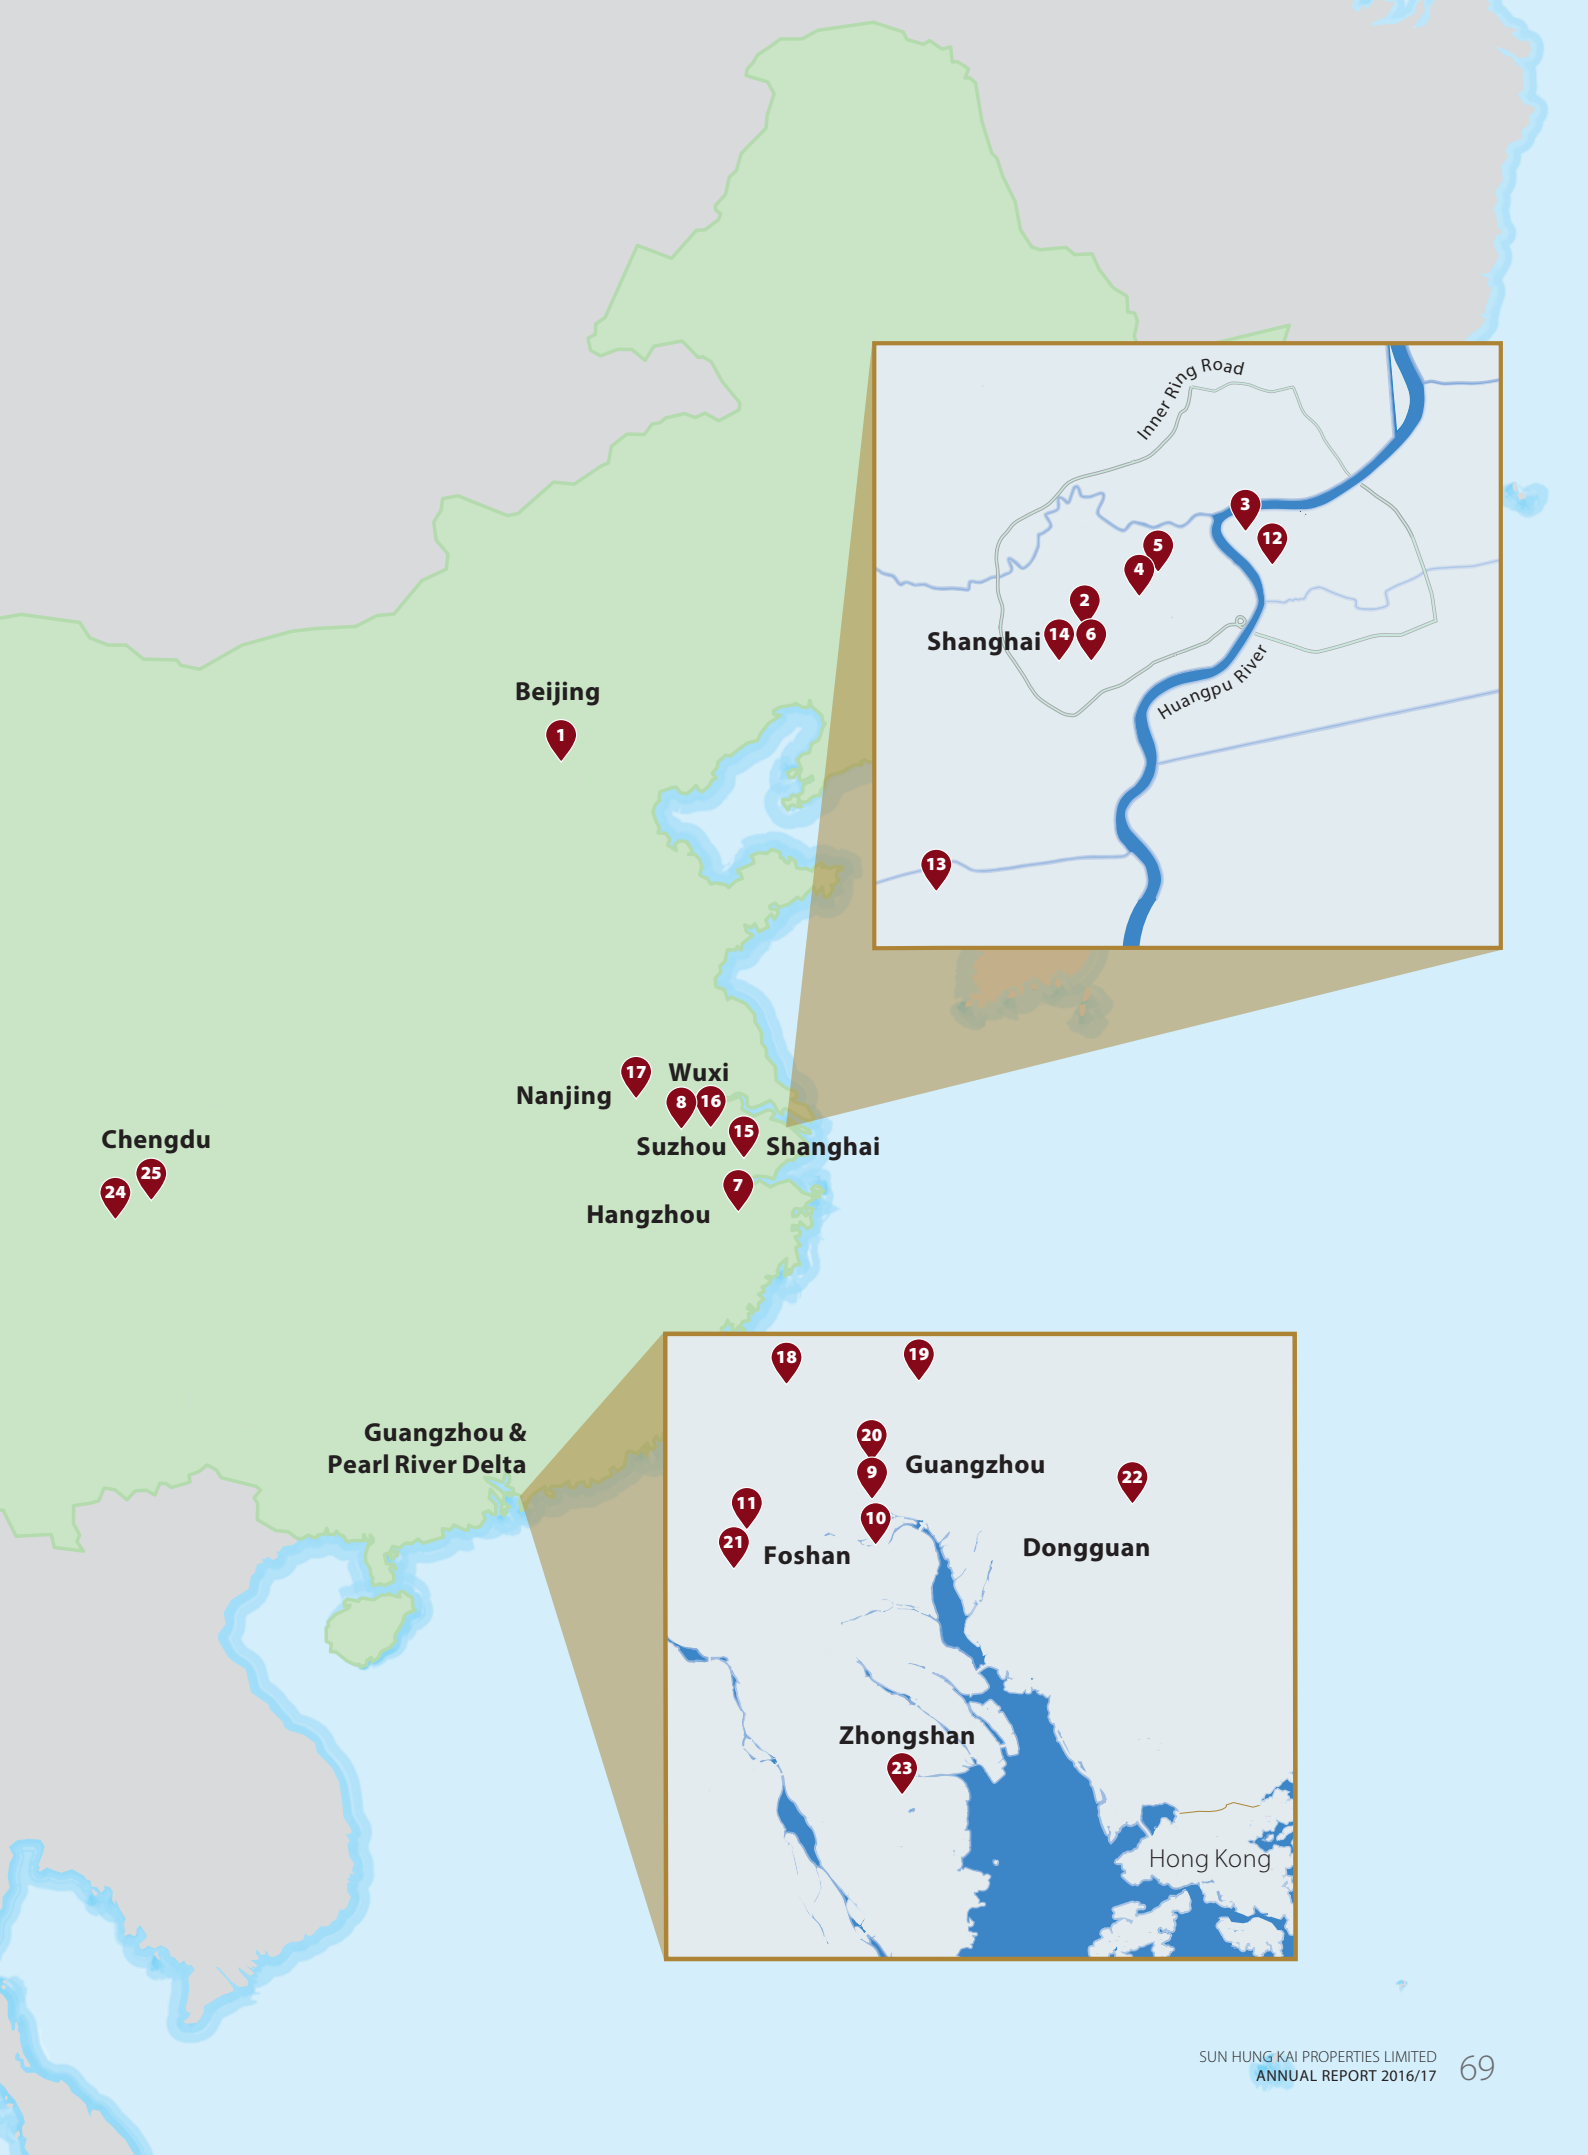 Inner Ring Road
3
12
5
4
2
Shanghai
14
6
Huangpu River
13
Beijing
1
17
Wuxi
Nanjing
8
16
15
Suzhou
Shanghai
Chengdu
25
24
7
Hangzhou
Guangzhou &
Pearl River Delta
18
19
20
9
Guangzhou
22
11
10
21
Foshan
Dongguan
Zhongshan
23
Hong Kong
SUN HUNG KAI PROPERTIES LIMITED
ANNUAL REPORT 2016/17
69